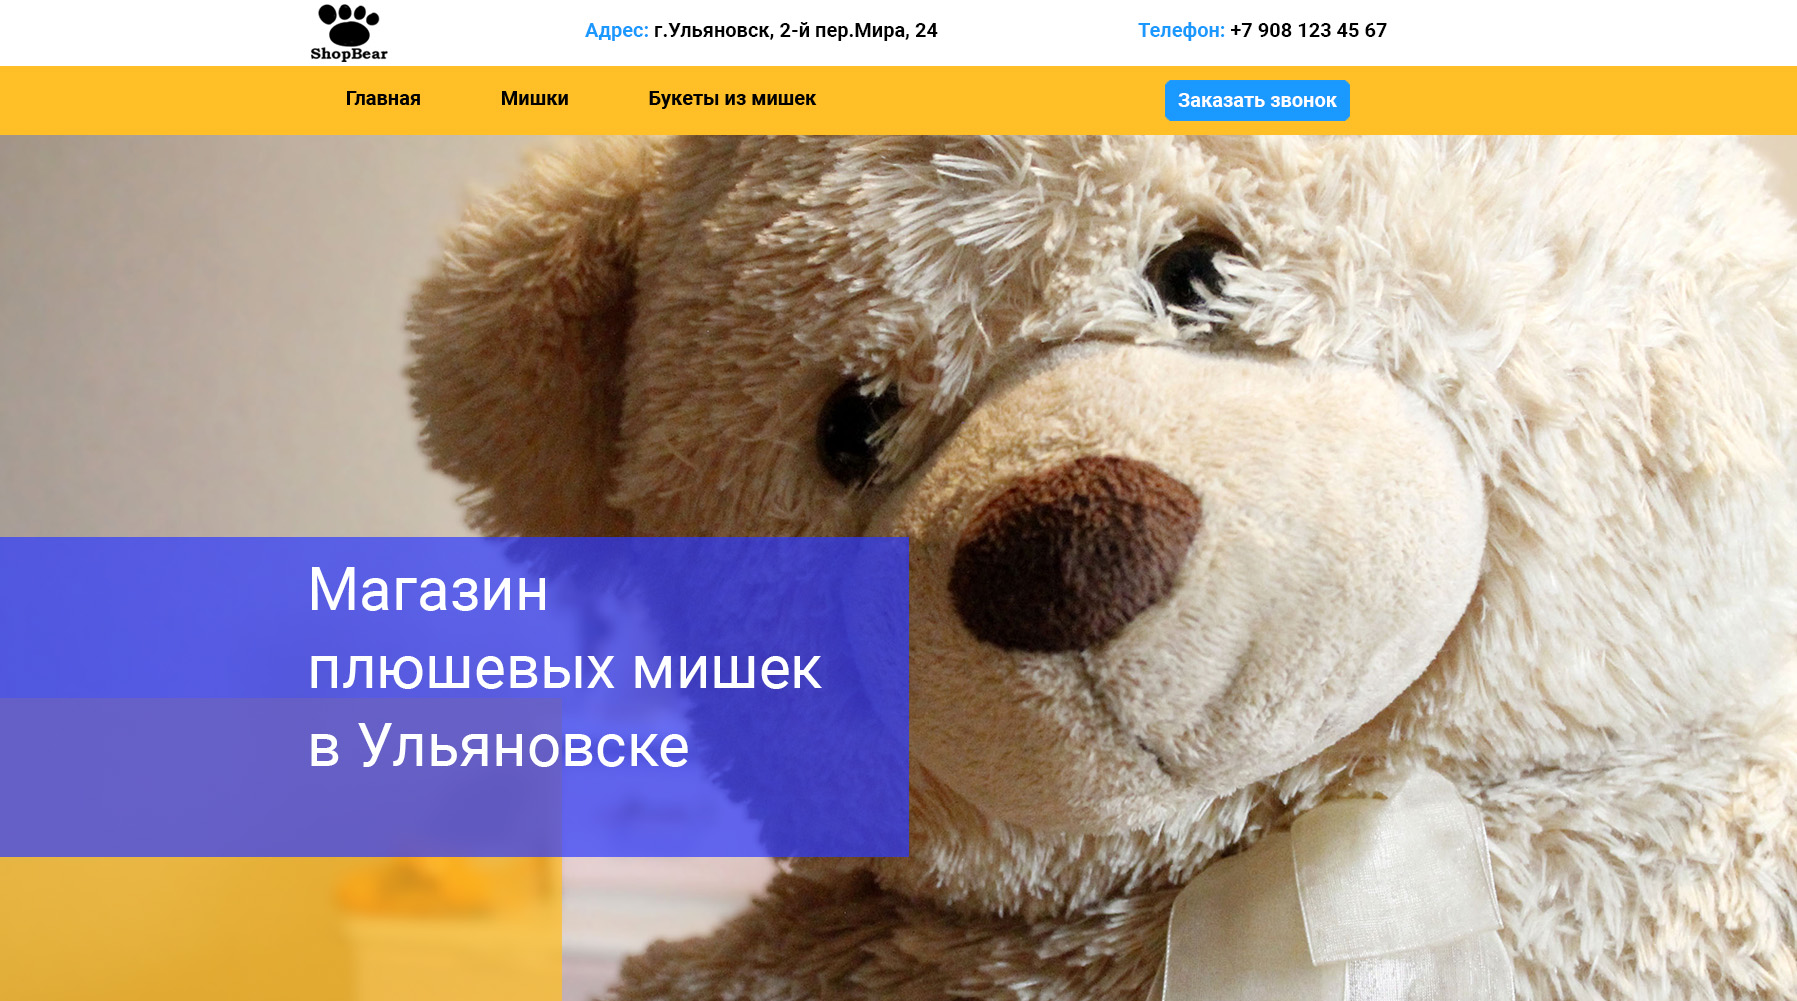 ShopBear
Адрес: г.Ульяновск, 2-й пер.Мира, 24
Телефон: +7 908 123 45 67
Главная
Мишки
Букеты из мишек
Заказать звонок
Магазин
плюшевых мишек
в Ульяновске